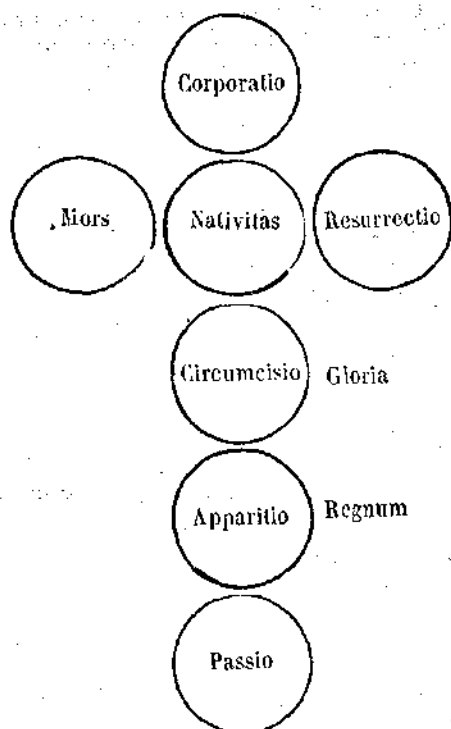 Corporatio
Mors Nativitas Resurrectio
Circumcisio Gloria
Apparitio Regnum
Passio